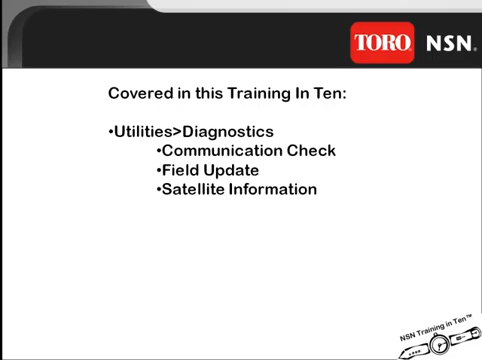 TORO NSN.
Covered in this Training In Ten:
•Utilities>Diagnostics
•Communication Check
•Field Update
•Satellite Information
NSN Training in Ten™